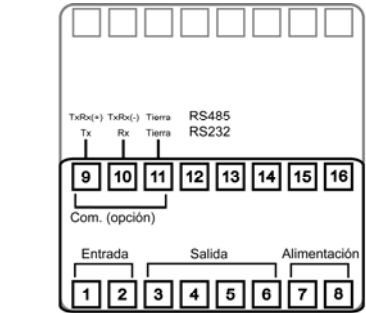 TxRx(+) TxRx(-) Tierra RS485
Tx Rx Tierra RS232
9 10 11 12 13 14 15 16
Com. (opción)
Entrada Salida Alimentación
1 2 3 4 5 6 7 8